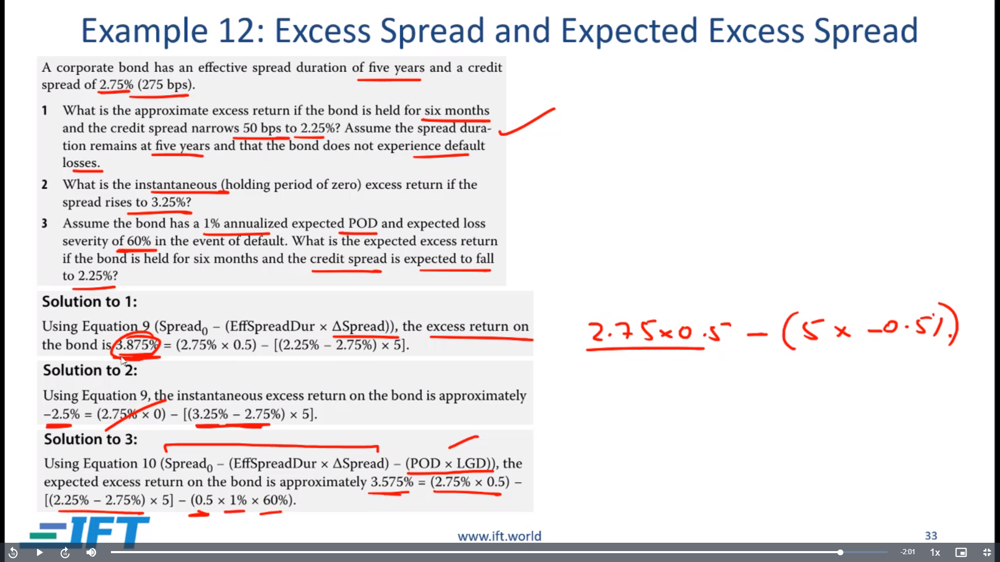 Example 12: Excess Spread and Expected Excess Spread
A corporate bond has an effective spread duration of five years and a credit
spread of 2.75% (275 bps).
1 What is the approximate excess return if the bond is held for six months
and the credit spread narrows 50 bps to 2.25%? Assume the spread dura-
tion remains at five years and that the bond does not experience default
losses.
2 What is the instantaneous (holding period of zero) excess return if the
spread rises to 3.25%?
3 Assume the bond has a 1% annualized expected POD and expected loss
severity of 60% in the event of default. What is the expected excess return
if the bond is held for six months and the credit spread is expected to fall
to 2.25%?
Solution to 1:
Using Equation 9 (Spread₀ – (EffSpreadDur × ΔSpread)), the excess return on
the bond is 3.875% = (2.75% × 0.5) – [(2.25% – 2.75%) × 5].
2.75×0.5 – (5 × -0.5%)
Solution to 2:
Using Equation 9, the instantaneous excess return on the bond is approximately
–2.5% = (2.75% × 0) – [(3.25% – 2.75%) × 5].
Solution to 3:
Using Equation 10 (Spread₀ – (EffSpreadDur × ΔSpread) – (POD × LGD)), the
expected excess return on the bond is approximately 3.575% = (2.75% × 0.5) –
[(2.25% – 2.75%) × 5] – (0.5 × 1% × 60%).
IFT
www.ift.world
33
10
10
-2:01
1x